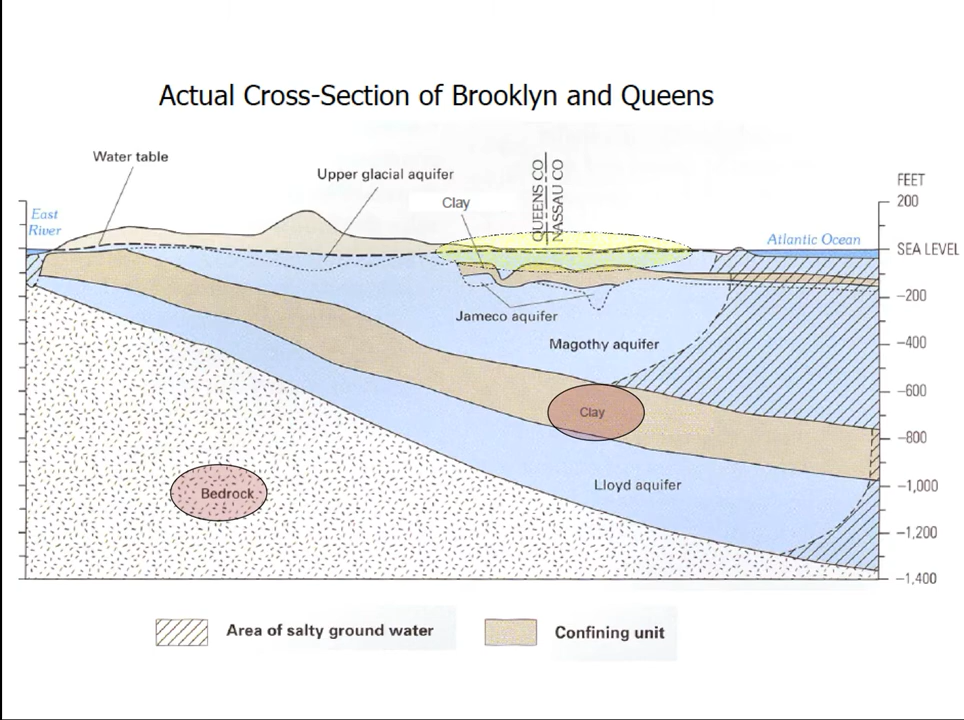 Actual Cross-Section of Brooklyn and Queens
Water table
Upper glacial aquifer
Clay
QUEENS CO
NASSAU CO
FEET
200
East
River
Atlantic Ocean
SEA LEVEL
Jameco aquifer
Magothy aquifer
Clay
Lloyd aquifer
Bedrock
−200
−400
−600
−800
−1,000
−1,200
−1,400
Area of salty ground water
Confining unit